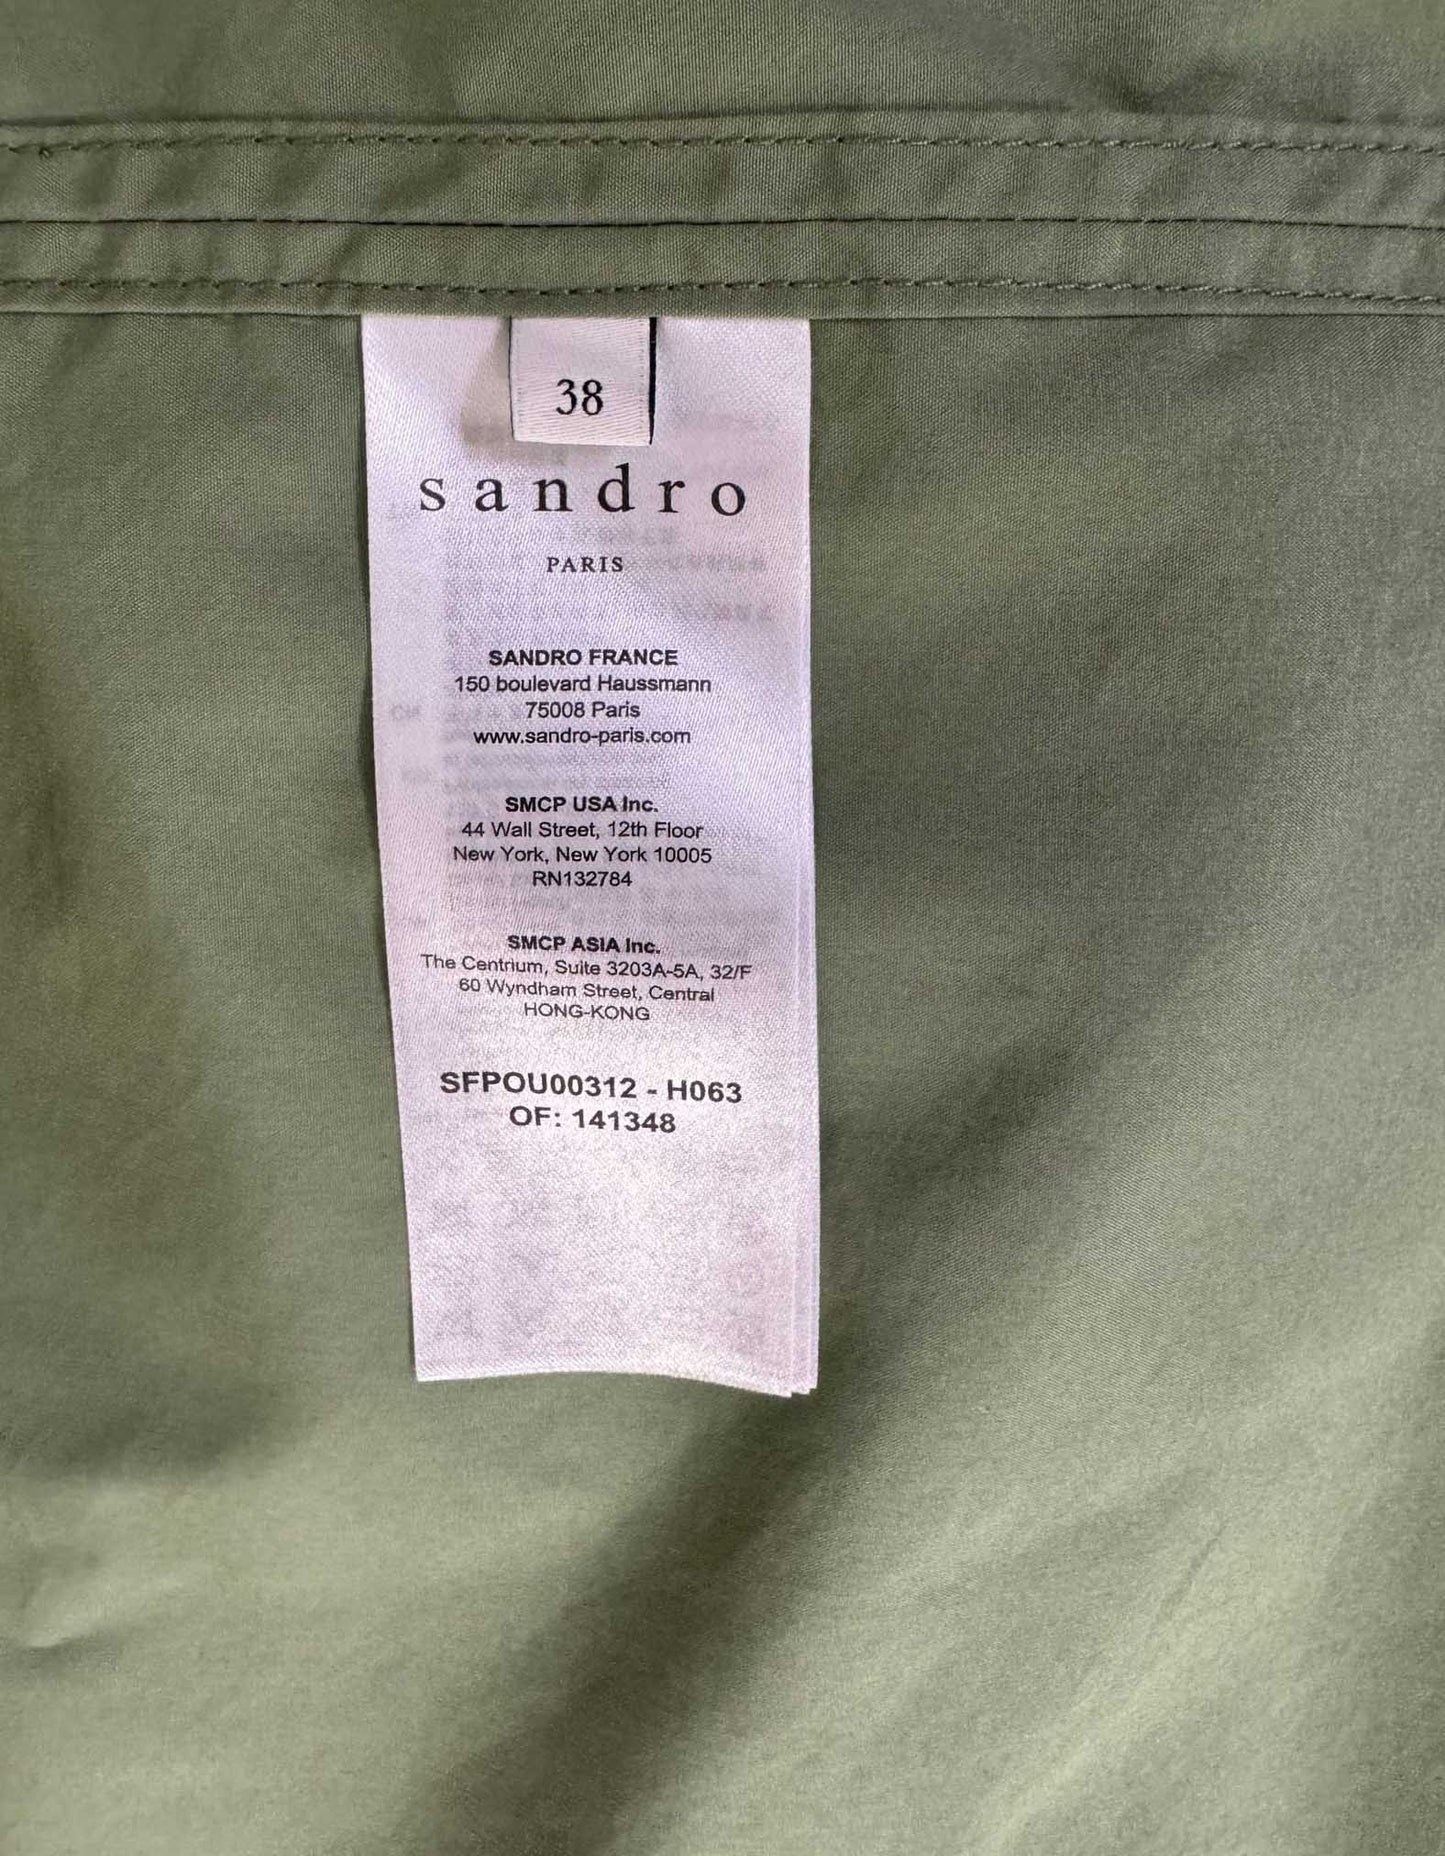 38
sandro
PARIS
SANDRO FRANCE
150 boulevard Haussmann
75008 Paris
www.sandro-paris.com
SMCP USA Inc.
44 Wall Street, 12th Floor
New York, New York 10005
RN132784
SMCP ASIA Inc.
The Centrium, Suite 3203A-5A, 32/F
60 Wyndham Street, Central
HONG-KONG
SFPOU00312 - H063
OF: 141348